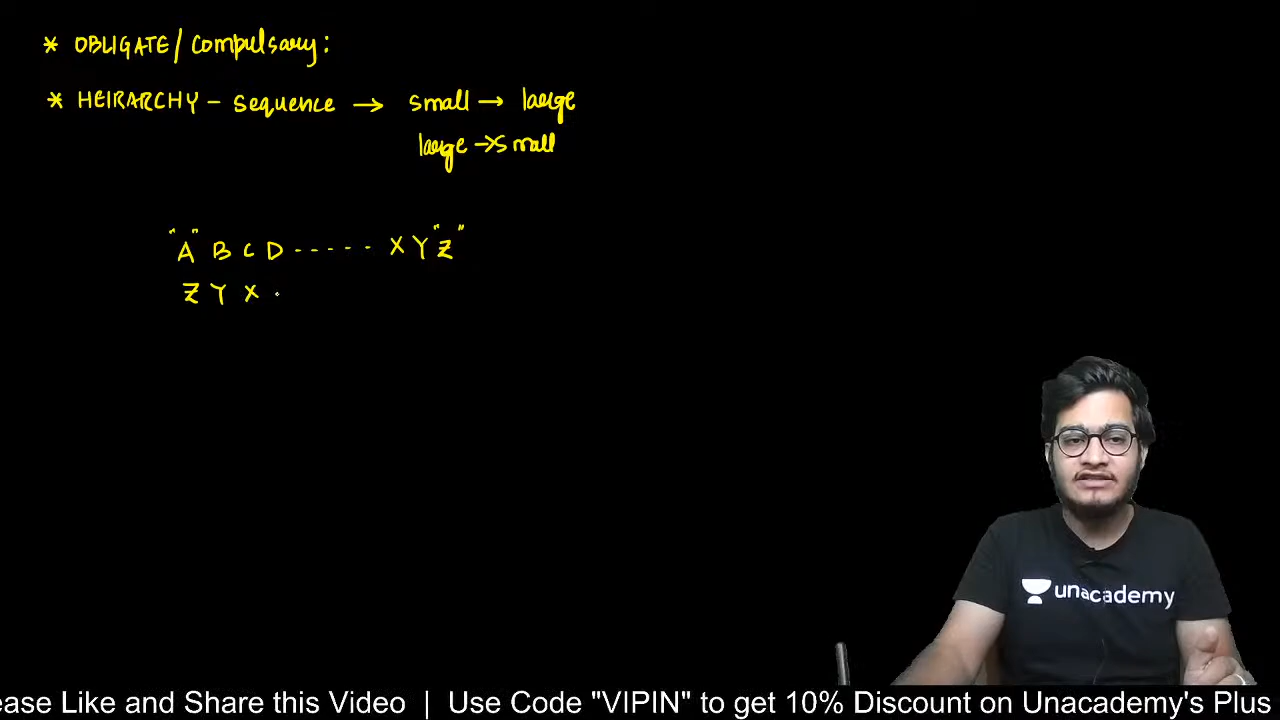 * OBLIGATE/Compulsary:
* HEIRARCHY - Sequence → small → large
large → small
"A" B C D ------ X Y "Z"
Z Y X
unacademy
ease Like and Share this Video | Use Code "VIPIN" to get 10% Discount on Unacademy's Plus